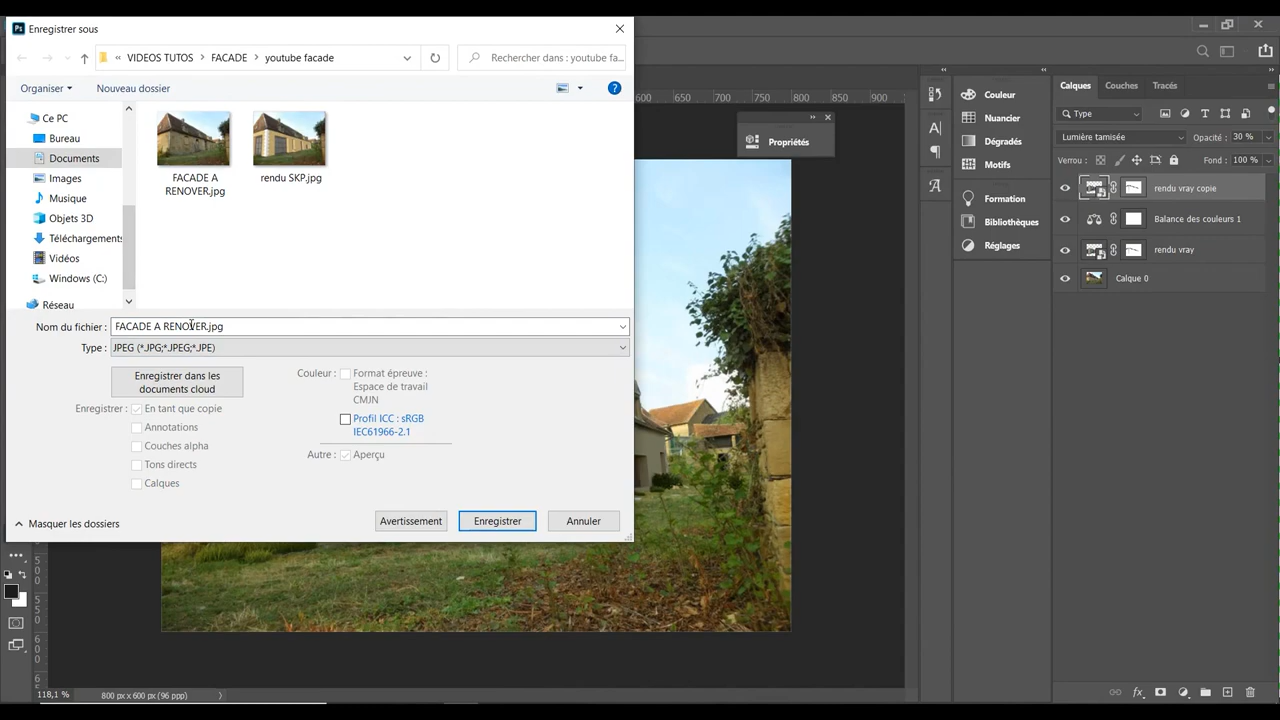 Ps Enregistrer sous
« VIDEOS TUTOS > FACADE > youtube facade
Rechercher dans : youtube fa...
Organiser
Nouveau dossier
Ce PC
Bureau
Documents
Images
Musique
Objets 3D
Téléchargements
Vidéos
Windows (C:)
Réseau
FACADE A
RENOVER.jpg
rendu SKP.jpg
Nom du fichier : FACADE A RENOVER.jpg
Type : JPEG (*.JPG;*.JPEG;*.JPE)
Enregistrer dans les
documents cloud
Enregistrer : En tant que copie
Annotations
Couches alpha
Tons directs
Calques
Couleur : Format épreuve :
Espace de travail
CMJN
Profil ICC : sRGB
IEC61966-2.1
Autre : Aperçu
Masquer les dossiers
Avertissement
Enregistrer
Annuler
600 650 700 750 800 850 900
Propriétés
Couleur
Nuancier
Dégradés
Motifs
Formation
Bibliothèques
Réglages
Calques Couches Tracés
Type
Lumière tamisée Opacité : 30 %
Verrou : Fond : 100 %
rendu vray copie
Balance des couleurs 1
rendu vray
Calque 0
fx
118,1 % 800 px x 600 px (96 ppp)